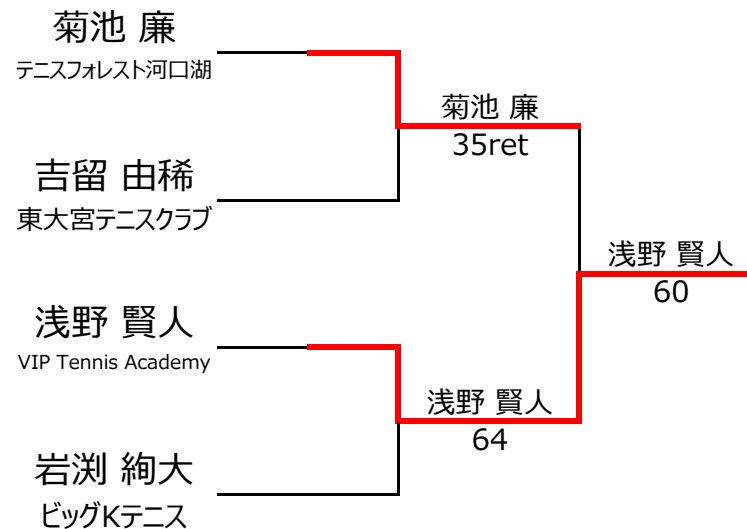 菊池 廉
テニスフォレスト河口湖
菊池 廉
35ret
吉留 由稀
東大宮テニスクラブ
浅野 賢人
60
浅野 賢人
VIP Tennis Academy
浅野 賢人
64
岩渕 絢大
ビッグKテニス